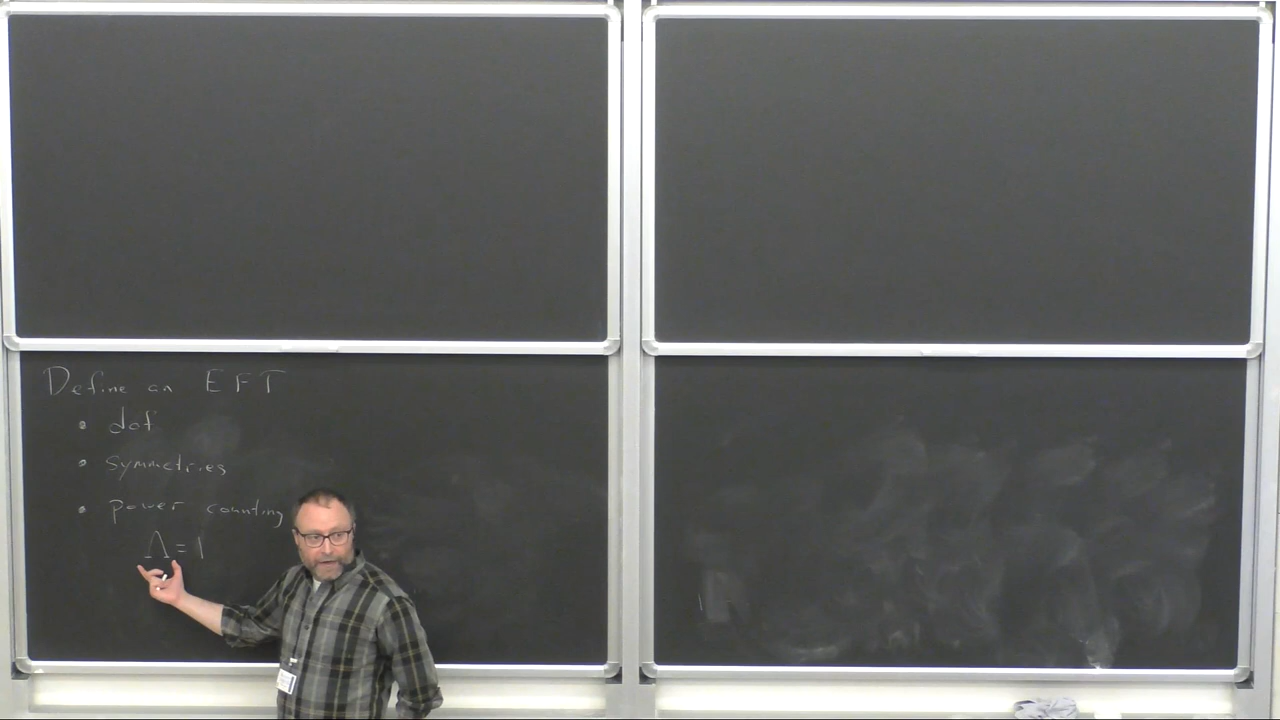 Define an EFT
• dof
• symmetries
• power counting
Λ = 1